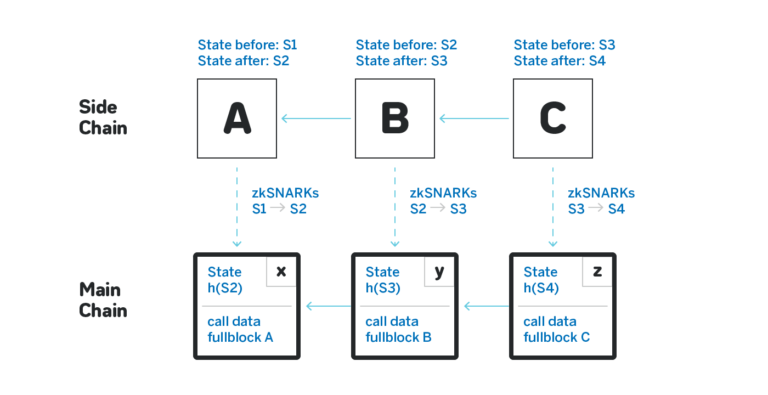 State before: S1
State after: S2
State before: S2
State after: S3
State before: S3
State after: S4
Side
Chain
A
B
C
zkSNARKs
S1 → S2
zkSNARKs
S2 → S3
zkSNARKs
S3 → S4
Main
Chain
State
h(S2)
x
call data
fullblock A
State
h(S3)
y
call data
fullblock B
State
h(S4)
z
call data
fullblock C